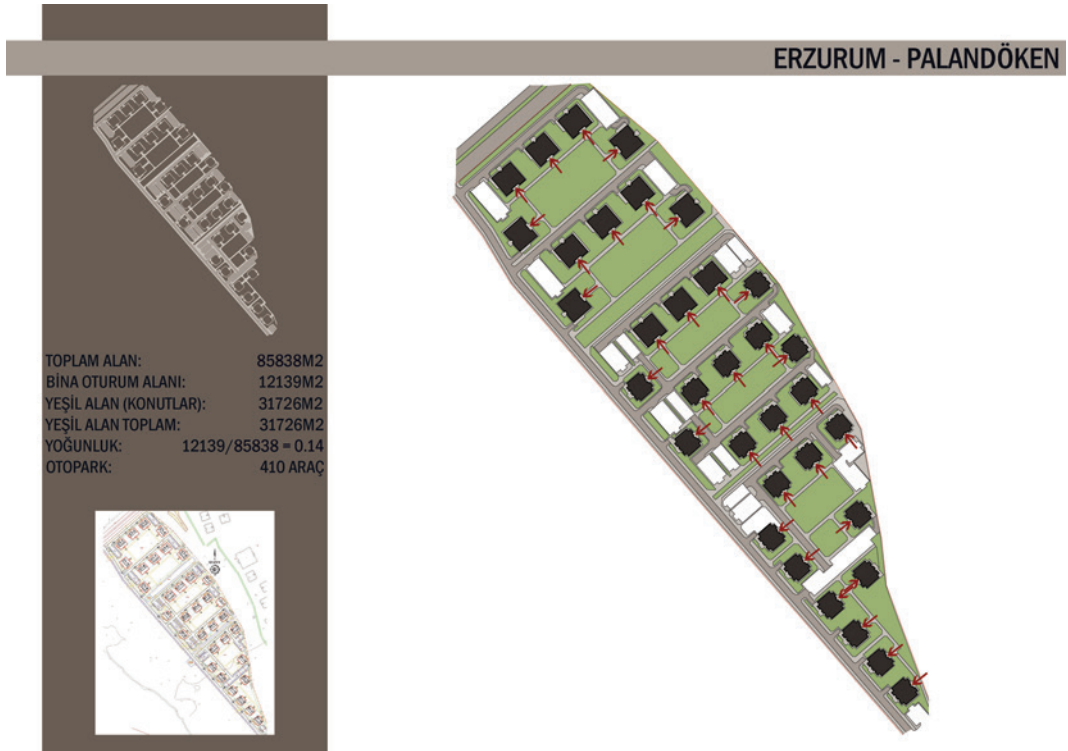 ERZURUM - PALANDÖKEN
TOPLAM ALAN: 85838M2
BİNA OTURUM ALANI: 12139M2
YEŞİL ALAN (KONUTLAR): 31726M2
YEŞİL ALAN TOPLAM: 31726M2
YOĞUNLUK: 12139/85838 = 0.14
OTOPARK: 410 ARAÇ